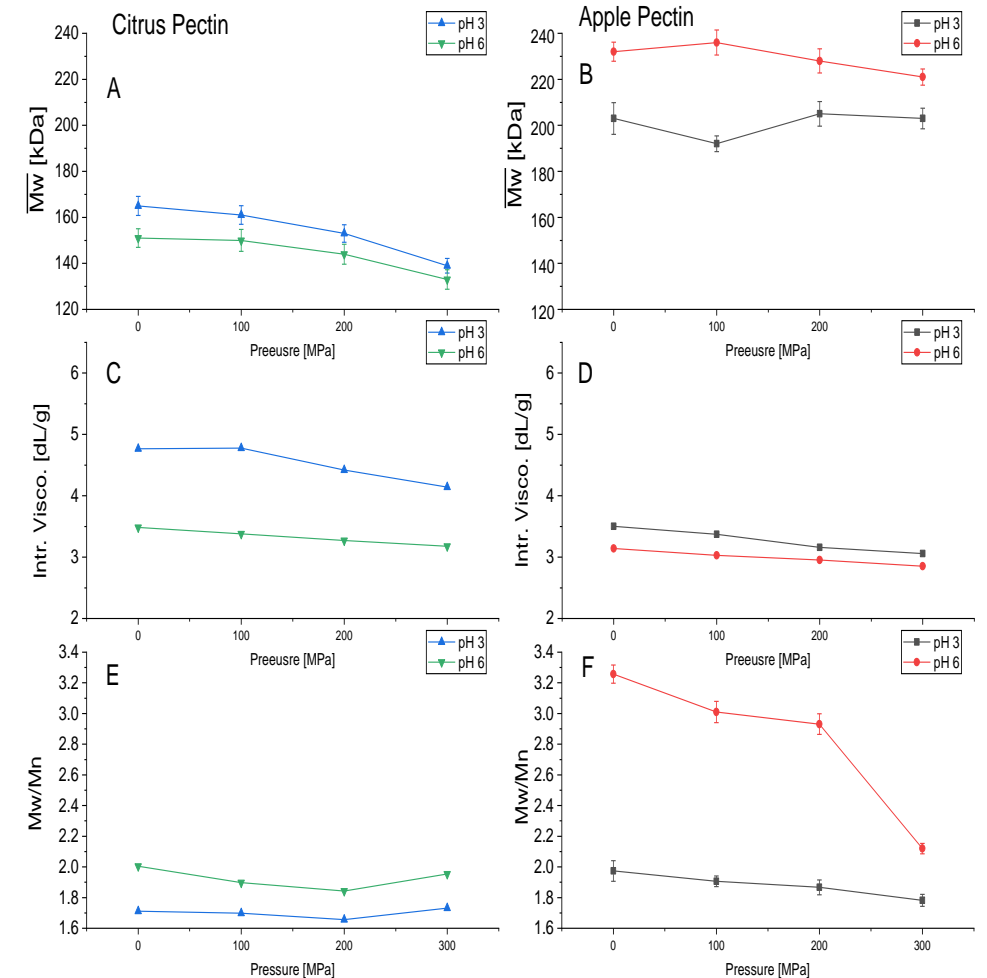 Citrus Pectin
pH 3
pH 6
A
240
220
200
180
160
140
120
Mw [kDa]
0 100 200 300
Preeusre [MPa]
Apple Pectin
pH 3
pH 6
B
240
220
200
180
160
140
120
Mw [kDa]
0 100 200 300
Preeusre [MPa]
pH 3
pH 6
C
6
5
4
3
2
Intr. Visco. [dL/g]
0 100 200 300
Preeusre [MPa]
pH 3
pH 6
D
6
5
4
3
2
Intr. Visco. [dL/g]
0 100 200 300
Preeusre [MPa]
pH 3
pH 6
E
3.4
3.2
3.0
2.8
2.6
2.4
2.2
2.0
1.8
1.6
Mw/Mn
0 100 200 300
Pressure [MPa]
pH 3
pH 6
F
3.4
3.2
3.0
2.8
2.6
2.4
2.2
2.0
1.8
1.6
Mw/Mn
0 100 200 300
Pressure [MPa]